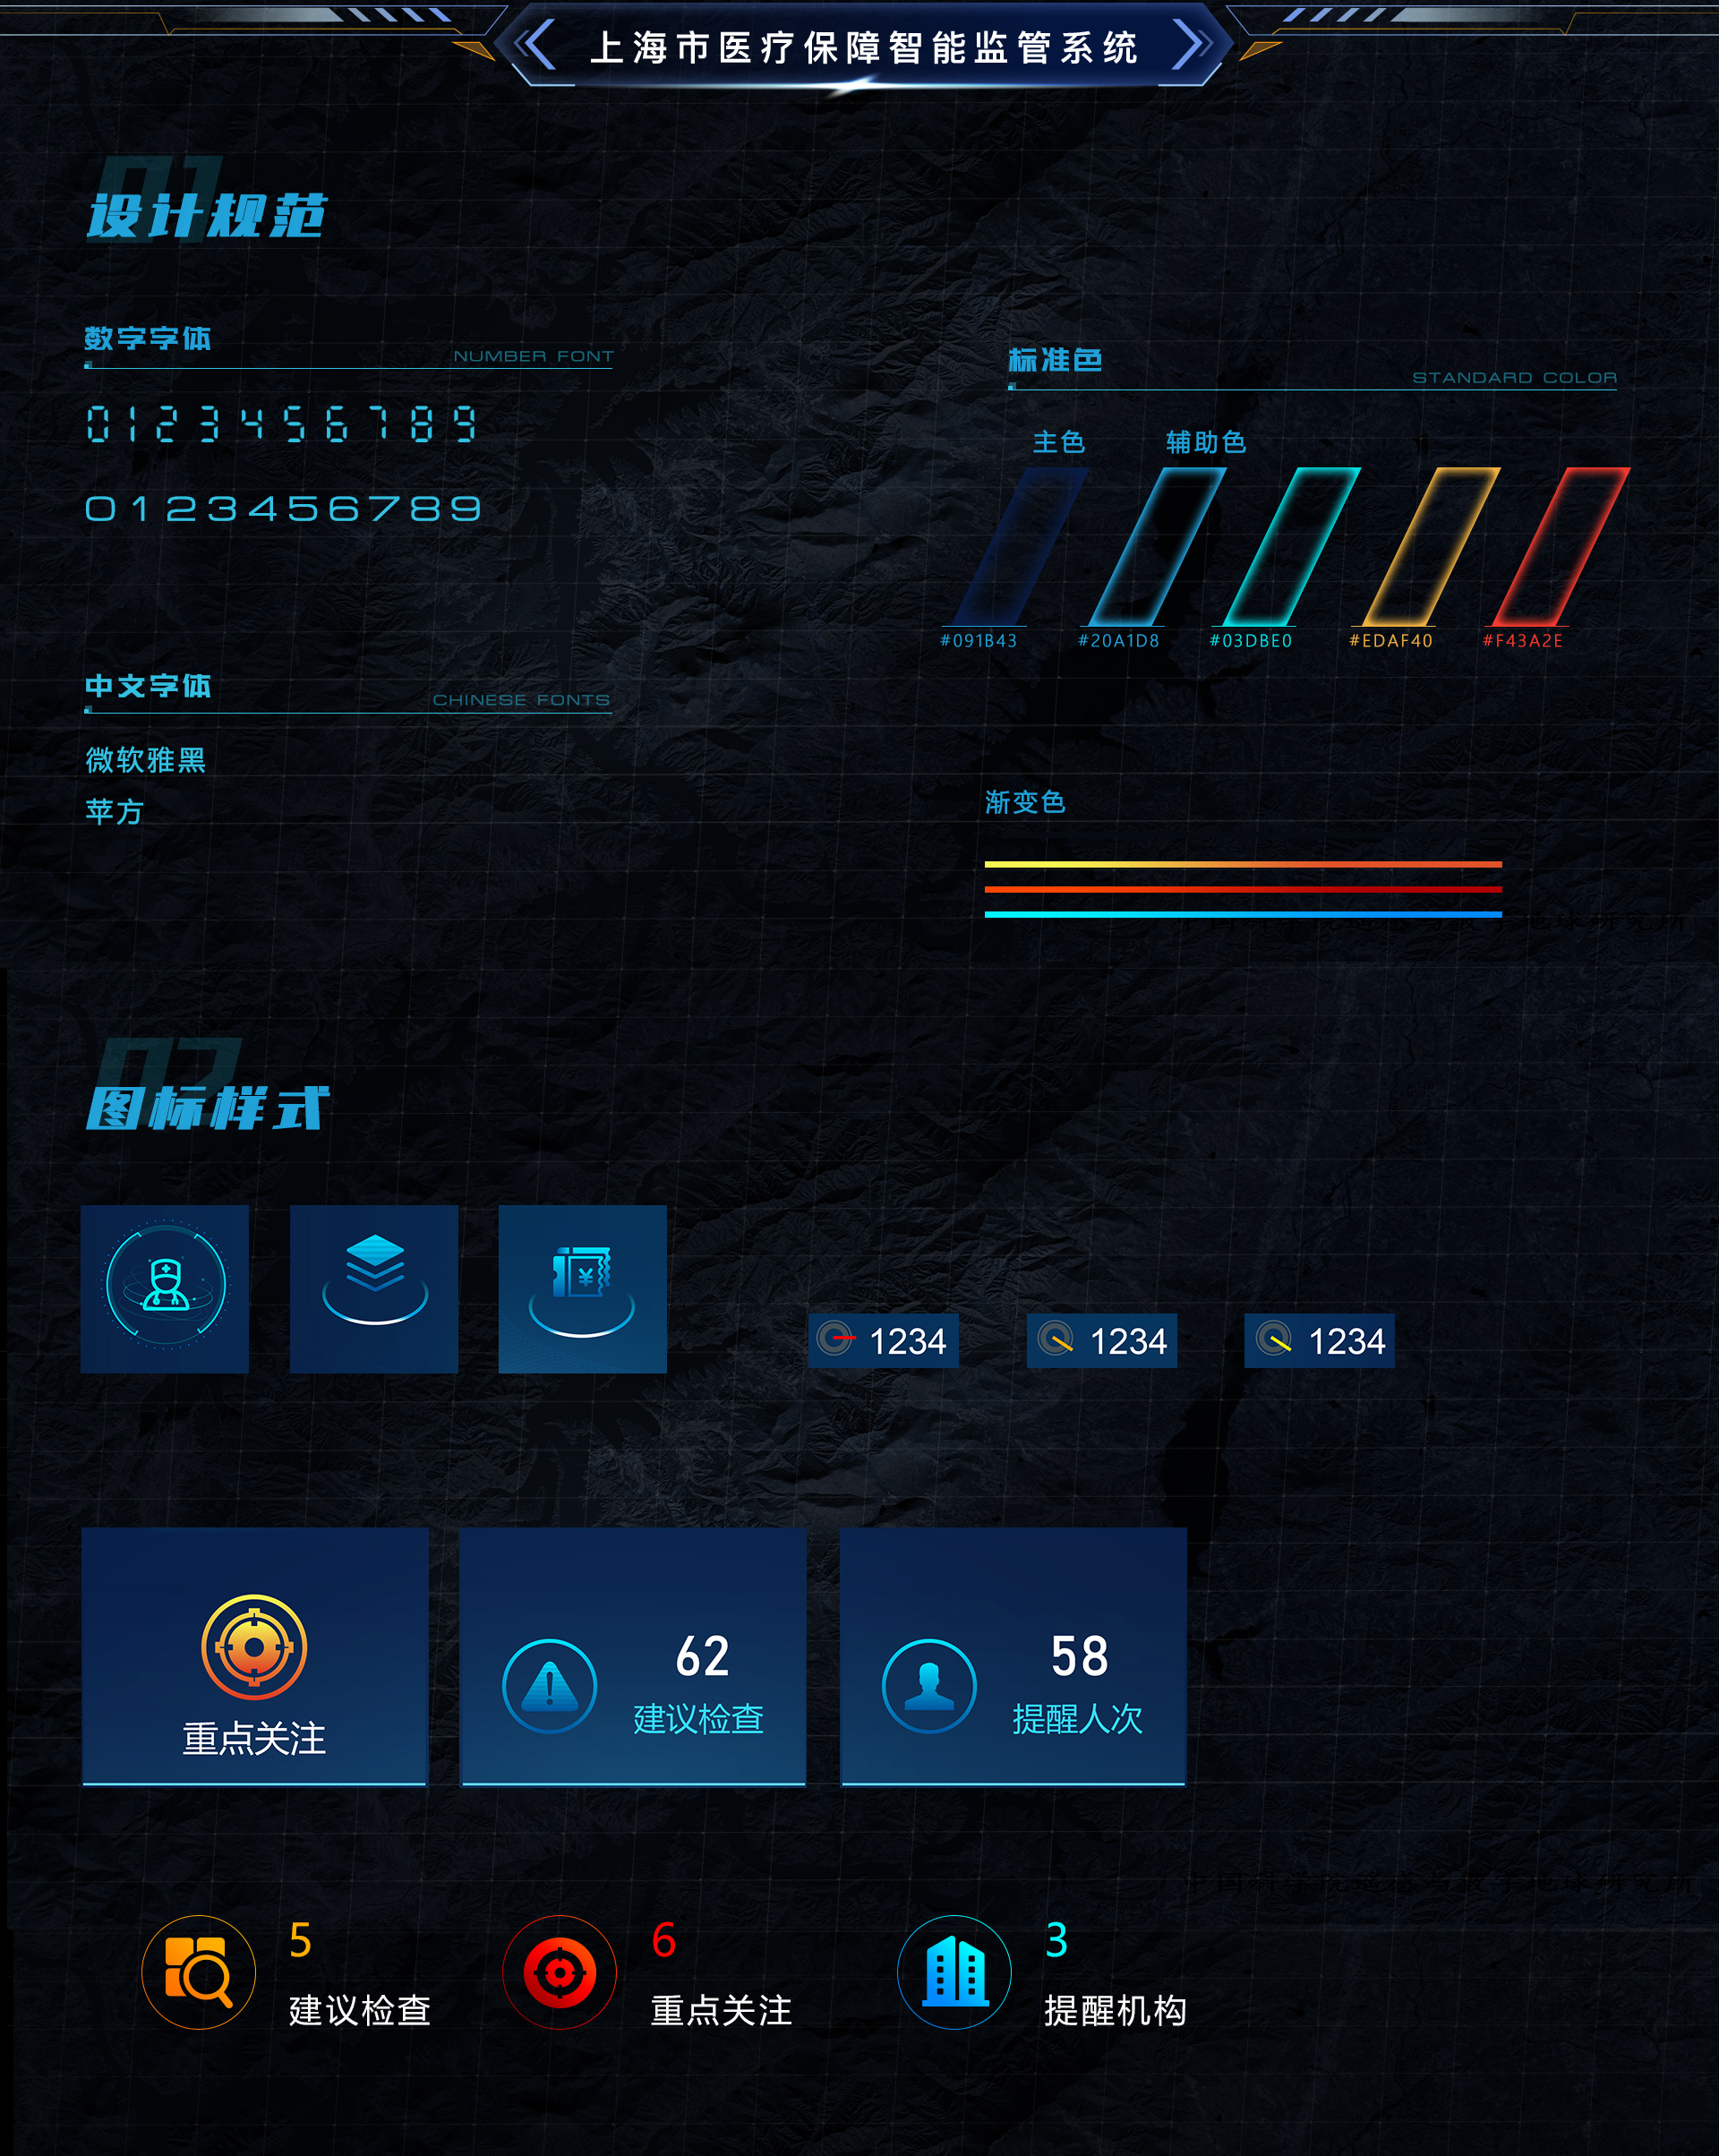 上海市医疗保障智能监管系统
01
设计规范
数字字体
NUMBER FONT
0123456789
0123456789
中文字体
CHINESE FONTS
微软雅黑
苹方
标准色
STANDARD COLOR
主色
辅助色
#091B43
#20A1D8
#03DBE0
#EDAF40
#F43A2E
渐变色
02
图标样式
¥
1234
1234
1234
重点关注
62
建议检查
58
提醒人次
5
建议检查
6
重点关注
3
提醒机构